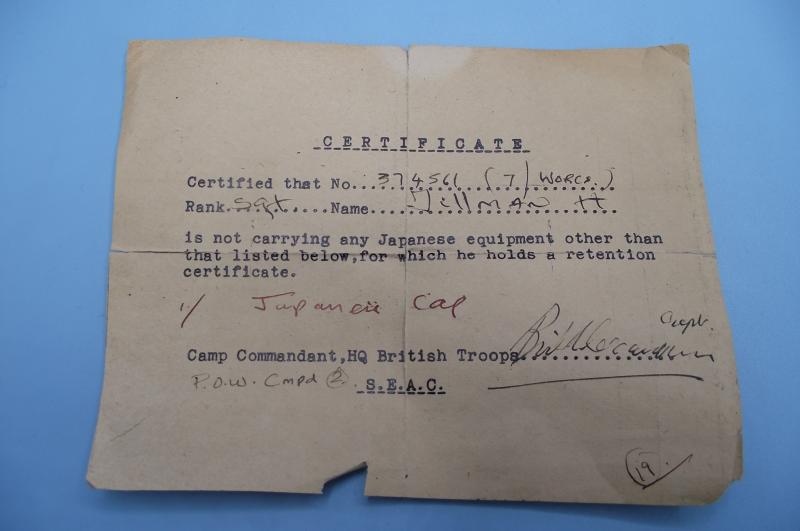 CERTIFICATE
Certified that No...374561 (7/WORCS.)
Rank..Sgt.....Name....HillMAN H
is not carrying any Japanese equipment other than
that listed below,for which he holds a retention
certificate.
1/ Japanese Cap
Capt.
Camp Commandant,HQ British Troops
P.O.W. Cmpd 2. S.E.A.C.
19.